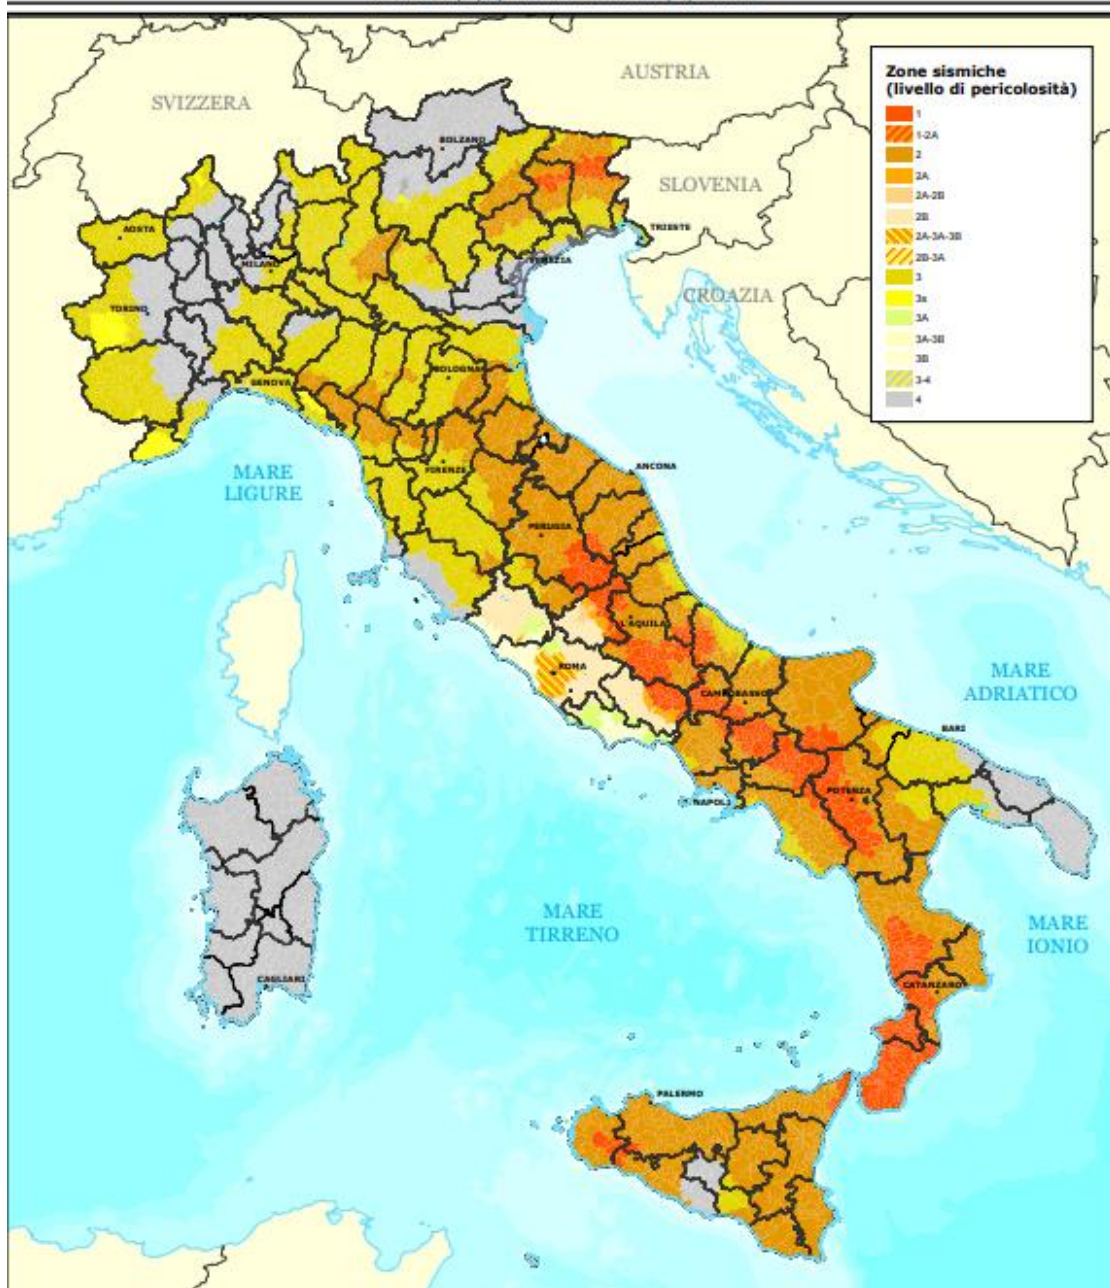 SVIZZERA
AUSTRIA
SLOVENIA
CROAZIA
Zone sismiche
(livello di pericolosità)
1
1-2A
2
2A
2A-2B
2B
2A-3A-3B
2B-3A
3
3s
3A
3A-3B
3B
3-4
4
BOLZANO
AOSTA
TRIESTE
MILANO
VENEZIA
TORINO
GENOVA
BOLOGNA
FIRENZE
ANCONA
MARE
LIGURE
PERUGIA
L'AQUILA
ROMA
CAMPOBASSO
MARE
ADRIATICO
BARI
NAPOLI
POTENZA
MARE
TIRRENO
MARE
IONIO
CAGLIARI
CATANZARO
PALERMO